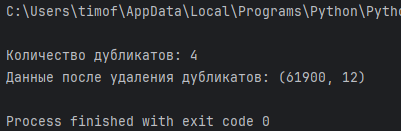 C:\Users\timof\AppData\Local\Programs\Python\Pytho
Количество дубликатов: 4
Данные после удаления дубликатов: (61900, 12)
Process finished with exit code 0